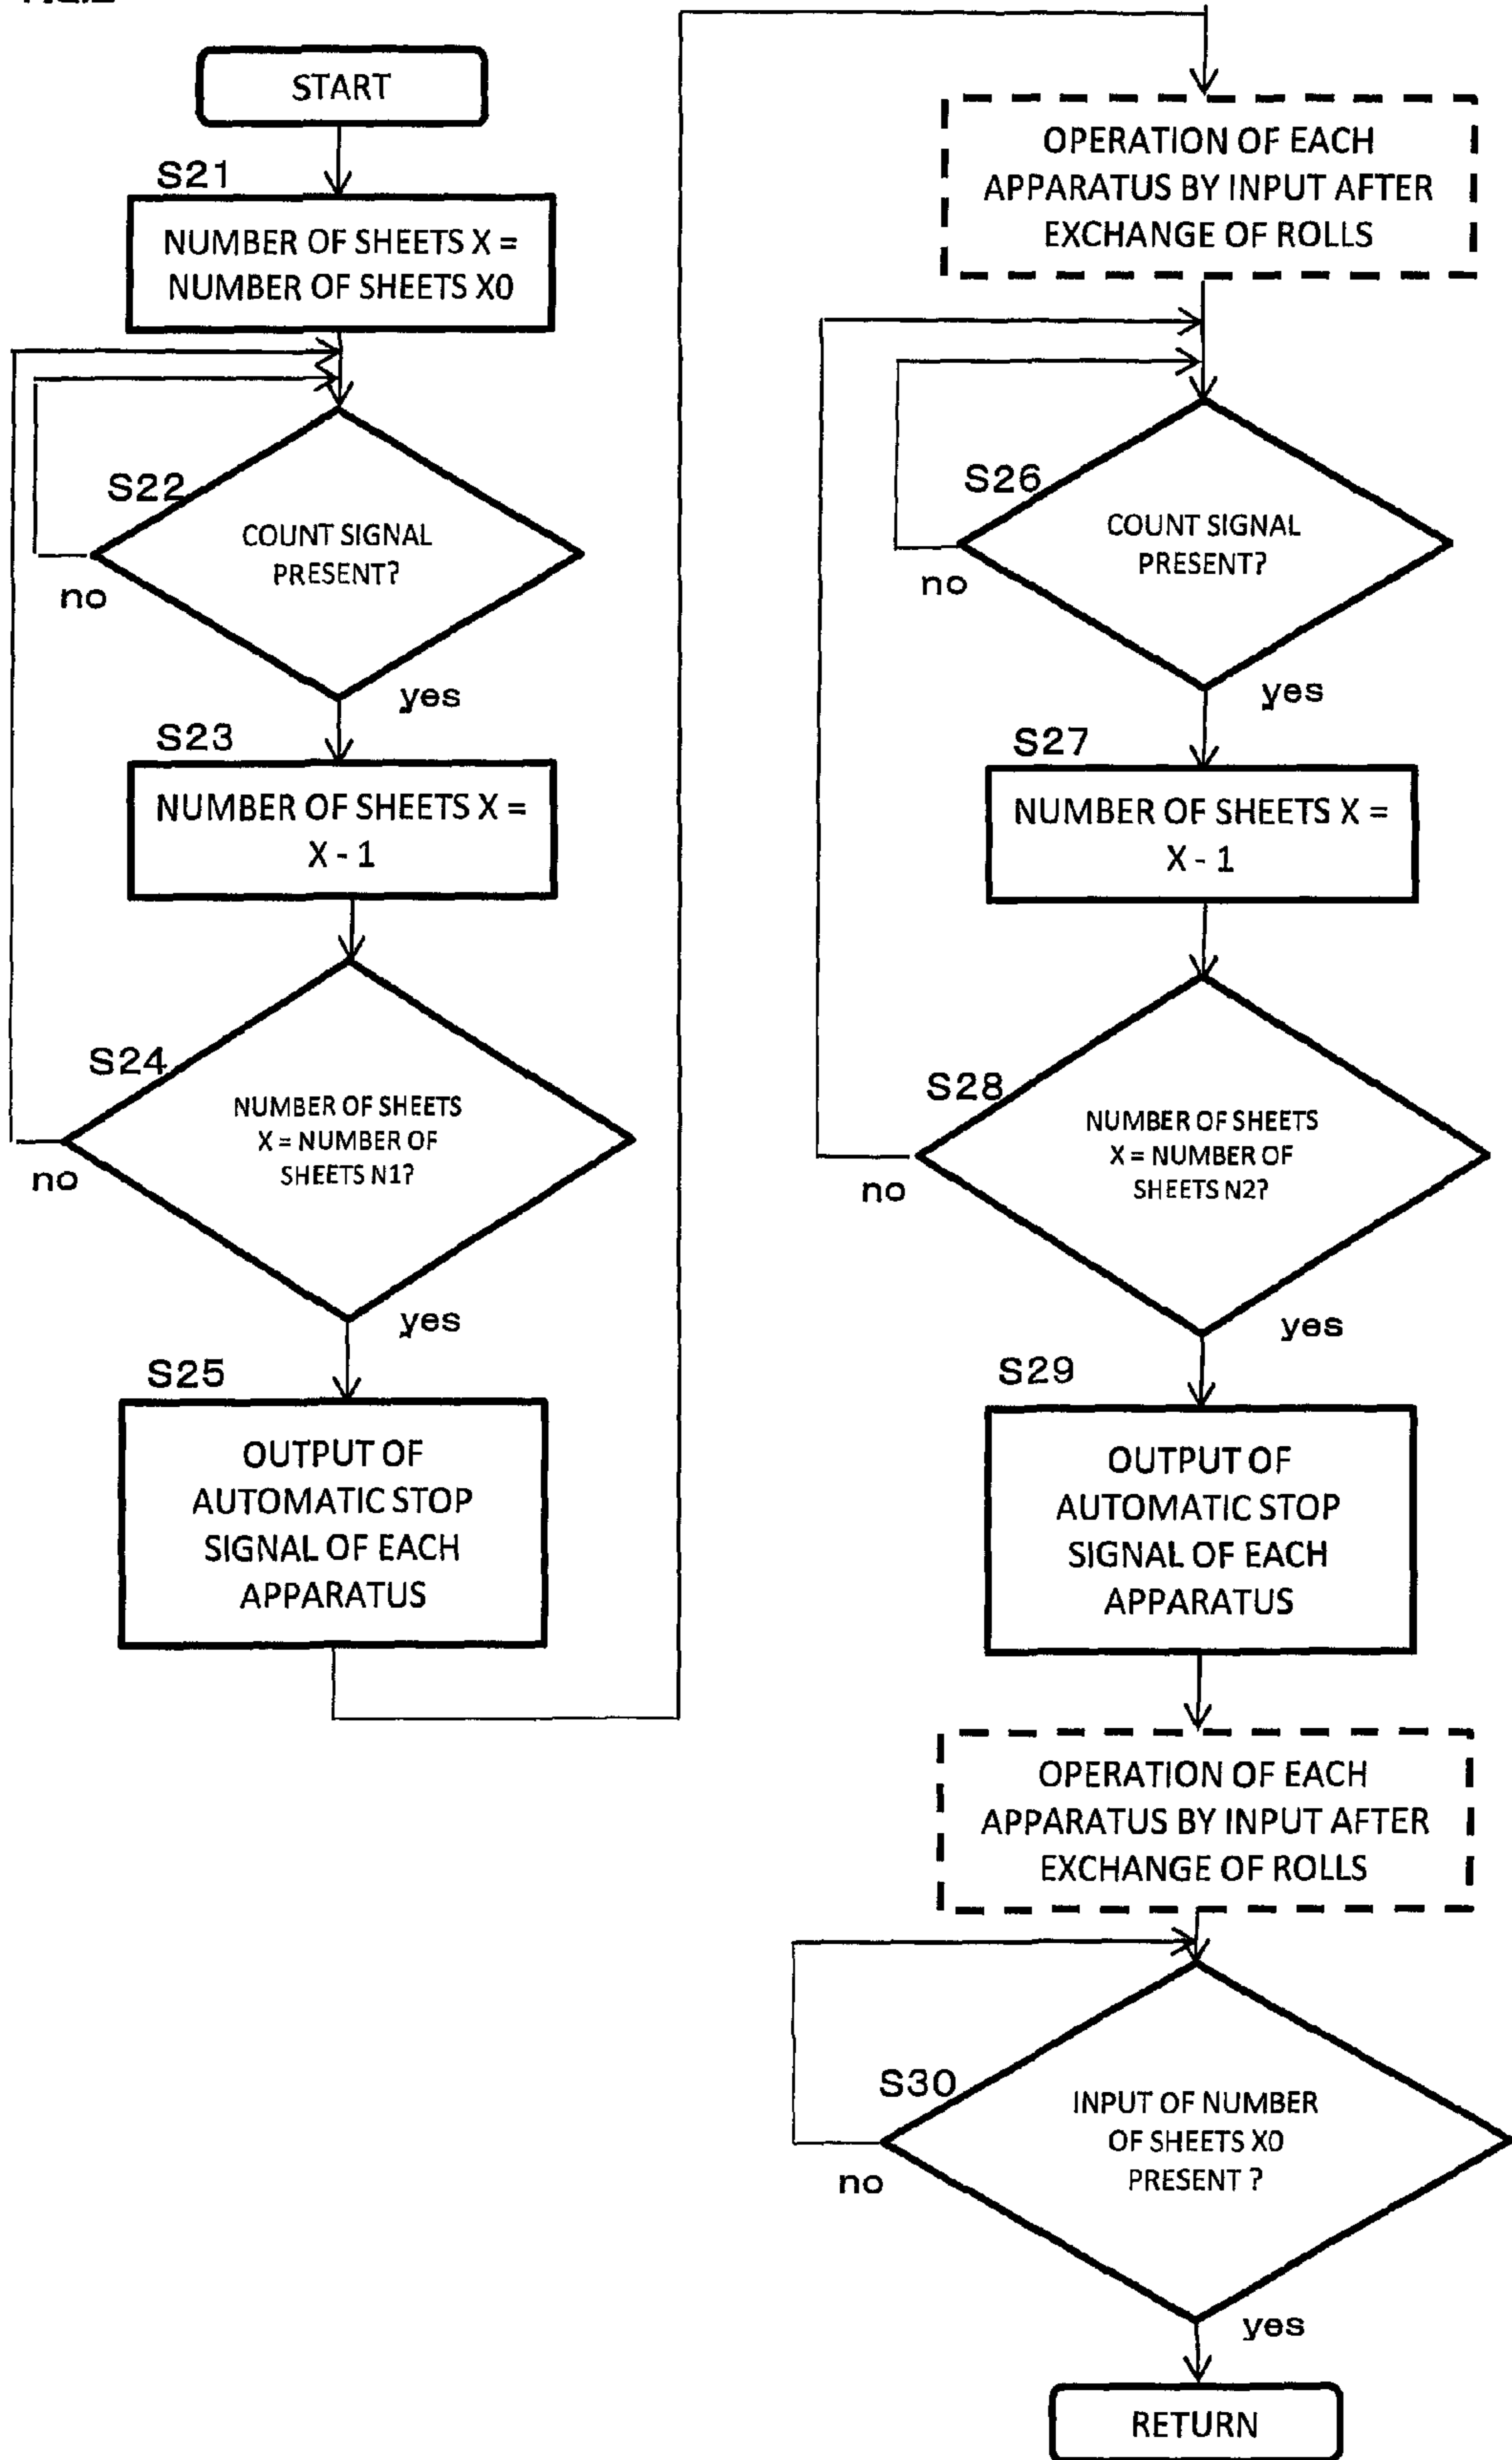 START
S21
NUMBER OF SHEETS X =
NUMBER OF SHEETS X0
S22
COUNT SIGNAL
PRESENT?
no
yes
S23
NUMBER OF SHEETS X =
X - 1
S24
NUMBER OF SHEETS
X = NUMBER OF
SHEETS N1?
no
yes
S25
OUTPUT OF
AUTOMATIC STOP
SIGNAL OF EACH
APPARATUS
OPERATION OF EACH
APPARATUS BY INPUT AFTER
EXCHANGE OF ROLLS
S26
COUNT SIGNAL
PRESENT?
no
yes
S27
NUMBER OF SHEETS X =
X - 1
S28
NUMBER OF SHEETS
X = NUMBER OF
SHEETS N2?
no
yes
S29
OUTPUT OF
AUTOMATIC STOP
SIGNAL OF EACH
APPARATUS
OPERATION OF EACH
APPARATUS BY INPUT AFTER
EXCHANGE OF ROLLS
S30
INPUT OF NUMBER
OF SHEETS X0
PRESENT ?
no
yes
RETURN